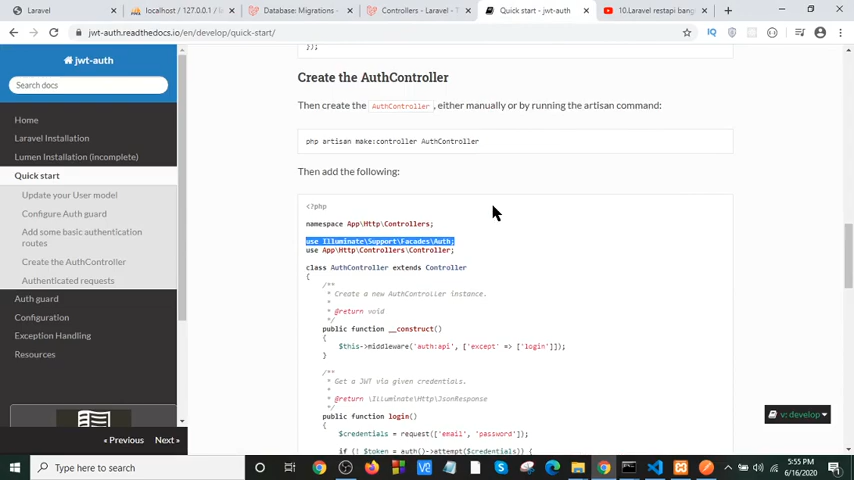 Laravel
localhost / 127.0.0.1 / l
Database: Migrations -
Controllers - Laravel - T
Quick start - jwt-auth
10.Laravel restapi bang
jwt-auth.readthedocs.io/en/develop/quick-start/
jwt-auth
Search docs
Home
Laravel Installation
Lumen Installation (incomplete)
Quick start
Update your User model
Configure Auth guard
Add some basic authentication
routes
Create the AuthController
Authenticated requests
Auth guard
Configuration
Exception Handling
Resources
« Previous
Next »
});
Create the AuthController
Then create the AuthController, either manually or by running the artisan command:
php artisan make:controller AuthController
Then add the following:
<?php
namespace App\Http\Controllers;
use Illuminate\Support\Facades\Auth;
use App\Http\Controllers\Controller;
class AuthController extends Controller
{
/**
* Create a new AuthController instance.
*
* @return void
*/
public function __construct()
{
$this->middleware('auth:api', ['except' => ['login']]);
}
/**
* Get a JWT via given credentials.
*
* @return \Illuminate\Http\JsonResponse
*/
public function login()
{
$credentials = request(['email', 'password']);
if (! $token = auth()->attempt($credentials)) {
v: develop
Type here to search
5:55 PM
6/16/2020